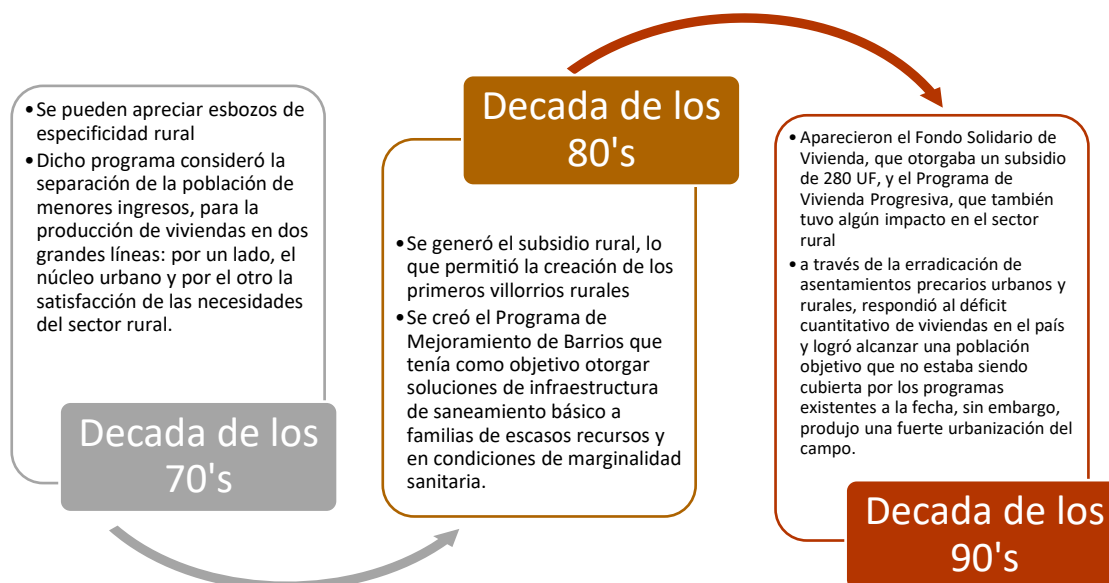 •Se pueden apreciar esbozos de
especificidad rural
•Dicho programa consideró la
separación de la población de
menores ingresos, para la
producción de viviendas en dos
grandes líneas: por un lado, el
núcleo urbano y por el otro la
satisfacción de las necesidades
del sector rural.
Decada de los
70's
Decada de los
80's
•Se generó el subsidio rural, lo
que permitió la creación de los
primeros villorrios rurales
•Se creó el Programa de
Mejoramiento de Barrios que
tenía como objetivo otorgar
soluciones de infraestructura
de saneamiento básico a
familias de escasos recursos y
en condiciones de marginalidad
sanitaria.
• Aparecieron el Fondo Solidario de
Vivienda, que otorgaba un subsidio
de 280 UF, y el Programa de
Vivienda Progresiva, que también
tuvo algún impacto en el sector
rural
• a través de la erradicación de
asentamientos precarios urbanos y
rurales, respondió al déficit
cuantitativo de viviendas en el país
y logró alcanzar una población
objetivo que no estaba siendo
cubierta por los programas
existentes a la fecha, sin embargo,
produjo una fuerte urbanización del
campo.
Decada de los
90's